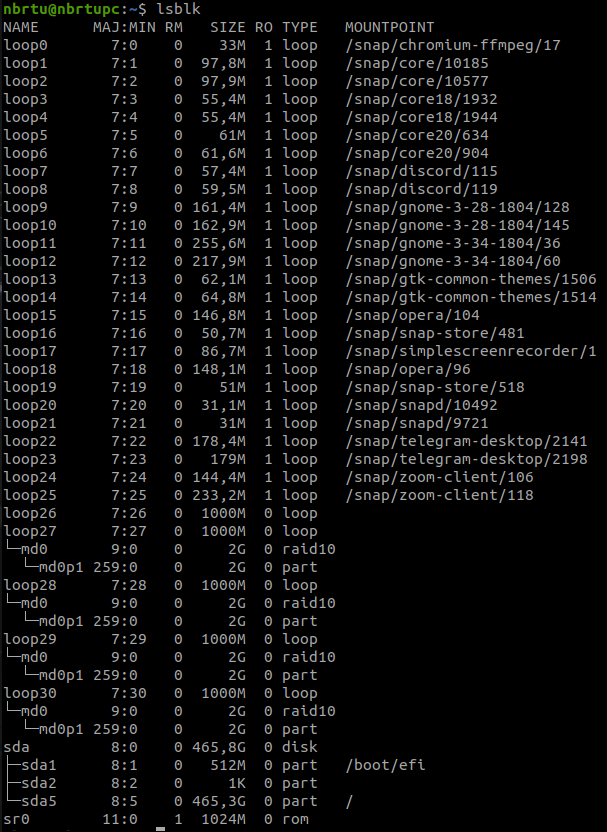 nbrtu@nbrtupc:~$ lsblk
NAME MAJ:MIN RM SIZE RO TYPE MOUNTPOINT
loop0 7:0 0 33M 1 loop /snap/chromium-ffmpeg/17
loop1 7:1 0 97,8M 1 loop /snap/core/10185
loop2 7:2 0 97,9M 1 loop /snap/core/10577
loop3 7:3 0 55,4M 1 loop /snap/core18/1932
loop4 7:4 0 55,4M 1 loop /snap/core18/1944
loop5 7:5 0 61M 1 loop /snap/core20/634
loop6 7:6 0 61,6M 1 loop /snap/core20/904
loop7 7:7 0 57,4M 1 loop /snap/discord/115
loop8 7:8 0 59,5M 1 loop /snap/discord/119
loop9 7:9 0 161,4M 1 loop /snap/gnome-3-28-1804/128
loop10 7:10 0 162,9M 1 loop /snap/gnome-3-28-1804/145
loop11 7:11 0 255,6M 1 loop /snap/gnome-3-34-1804/36
loop12 7:12 0 217,9M 1 loop /snap/gnome-3-34-1804/60
loop13 7:13 0 62,1M 1 loop /snap/gtk-common-themes/1506
loop14 7:14 0 64,8M 1 loop /snap/gtk-common-themes/1514
loop15 7:15 0 146,8M 1 loop /snap/opera/104
loop16 7:16 0 50,7M 1 loop /snap/snap-store/481
loop17 7:17 0 86,7M 1 loop /snap/simplescreenrecorder/1
loop18 7:18 0 148,1M 1 loop /snap/opera/96
loop19 7:19 0 51M 1 loop /snap/snap-store/518
loop20 7:20 0 31,1M 1 loop /snap/snapd/10492
loop21 7:21 0 31M 1 loop /snap/snapd/9721
loop22 7:22 0 178,4M 1 loop /snap/telegram-desktop/2141
loop23 7:23 0 179M 1 loop /snap/telegram-desktop/2198
loop24 7:24 0 144,4M 1 loop /snap/zoom-client/106
loop25 7:25 0 233,2M 1 loop /snap/zoom-client/118
loop26 7:26 0 1000M 0 loop
loop27 7:27 0 1000M 0 loop
└─md0 9:0 0 2G 0 raid10
└─md0p1 259:0 0 2G 0 part
loop28 7:28 0 1000M 0 loop
└─md0 9:0 0 2G 0 raid10
└─md0p1 259:0 0 2G 0 part
loop29 7:29 0 1000M 0 loop
└─md0 9:0 0 2G 0 raid10
└─md0p1 259:0 0 2G 0 part
loop30 7:30 0 1000M 0 loop
└─md0 9:0 0 2G 0 raid10
└─md0p1 259:0 0 2G 0 part
sda 8:0 0 465,8G 0 disk
├─sda1 8:1 0 512M 0 part /boot/efi
├─sda2 8:2 0 1K 0 part
└─sda5 8:5 0 465,3G 0 part /
sr0 11:0 1 1024M 0 rom